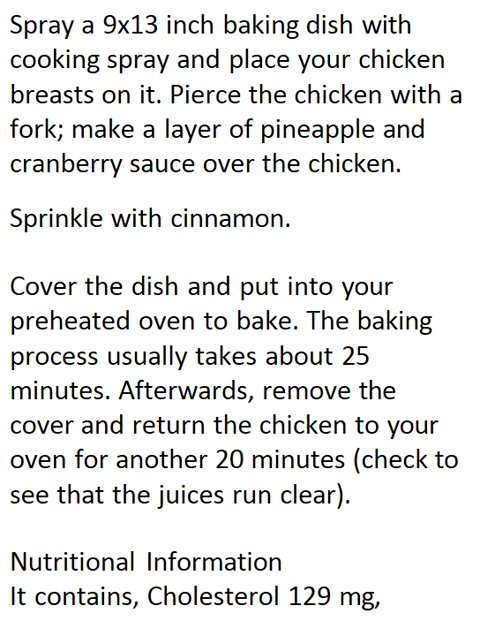 Spray a 9x13 inch baking dish with
cooking spray and place your chicken
breasts on it. Pierce the chicken with a
fork; make a layer of pineapple and
cranberry sauce over the chicken.
Sprinkle with cinnamon.
Cover the dish and put into your
preheated oven to bake. The baking
process usually takes about 25
minutes. Afterwards, remove the
cover and return the chicken to your
oven for another 20 minutes (check to
see that the juices run clear).
Nutritional Information
It contains, Cholesterol 129 mg,